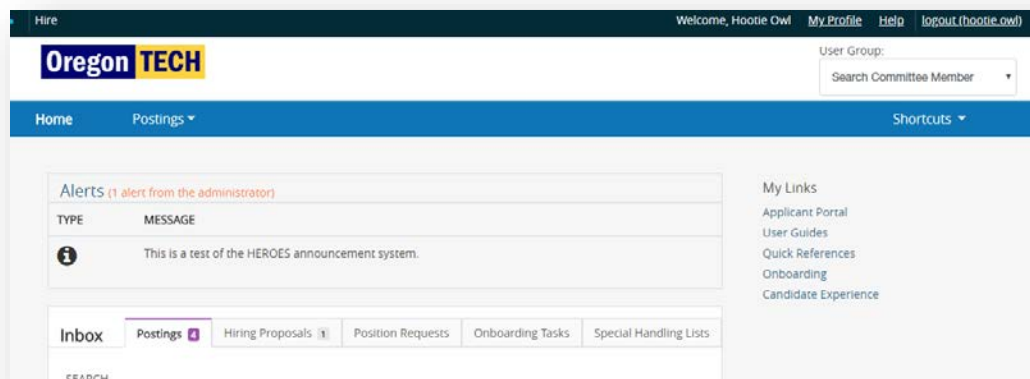 Hire
Welcome, Hootie Owl My Profile Help logout (hootie.owl)
Oregon TECH
User Group:
Search Committee Member
Home Postings Shortcuts
Alerts (1 alert from the administrator)
TYPE MESSAGE
This is a test of the HEROES announcement system.
My Links
Applicant Portal
User Guides
Quick References
Onboarding
Candidate Experience
Inbox Postings 4 Hiring Proposals 1 Position Requests Onboarding Tasks Special Handling Lists
SEARCH